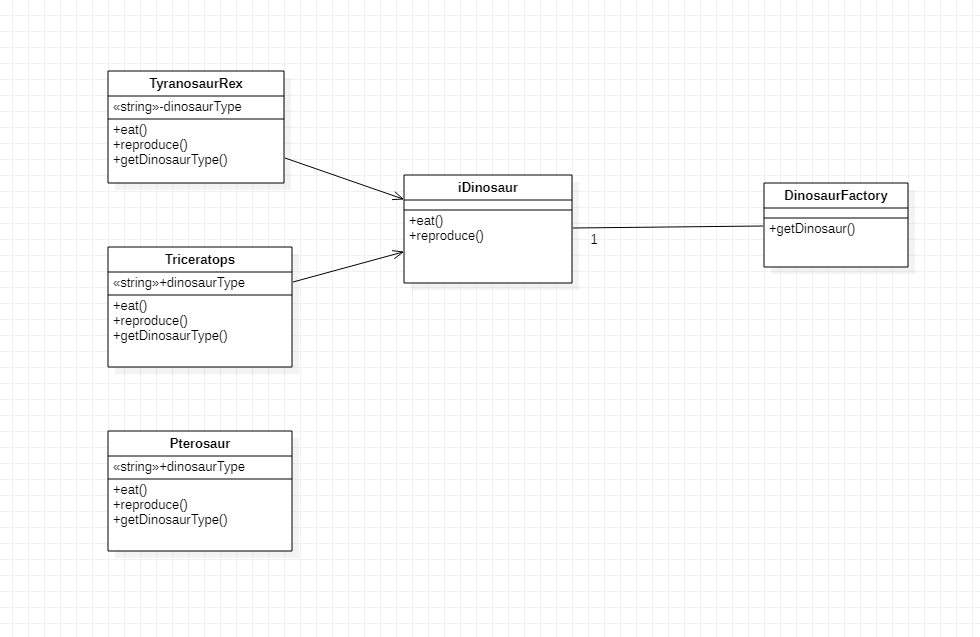 TyranosaurRex
«string»-dinosaurType
+eat()
+reproduce()
+getDinosaurType()
iDinosaur
+eat()
+reproduce()
1
DinosaurFactory
+getDinosaur()
Triceratops
«string»+dinosaurType
+eat()
+reproduce()
+getDinosaurType()
Pterosaur
«string»+dinosaurType
+eat()
+reproduce()
+getDinosaurType()